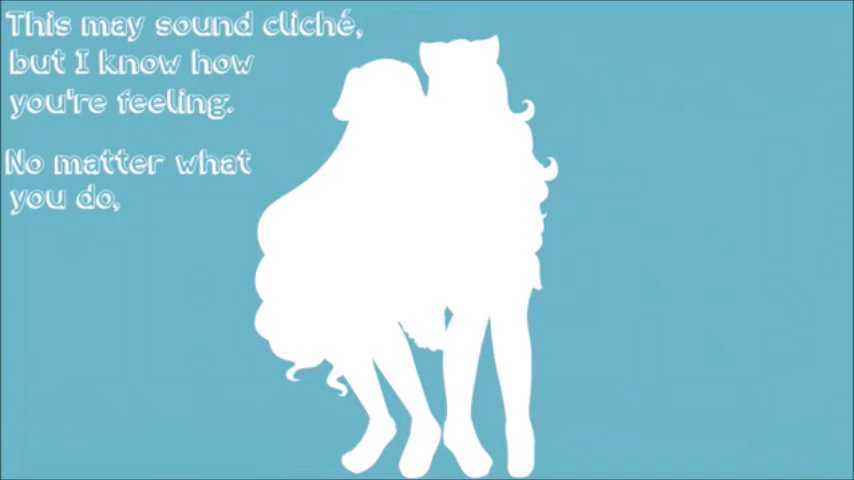 This may sound cliché,
but I know how
you're feeling.
No matter what
you do,